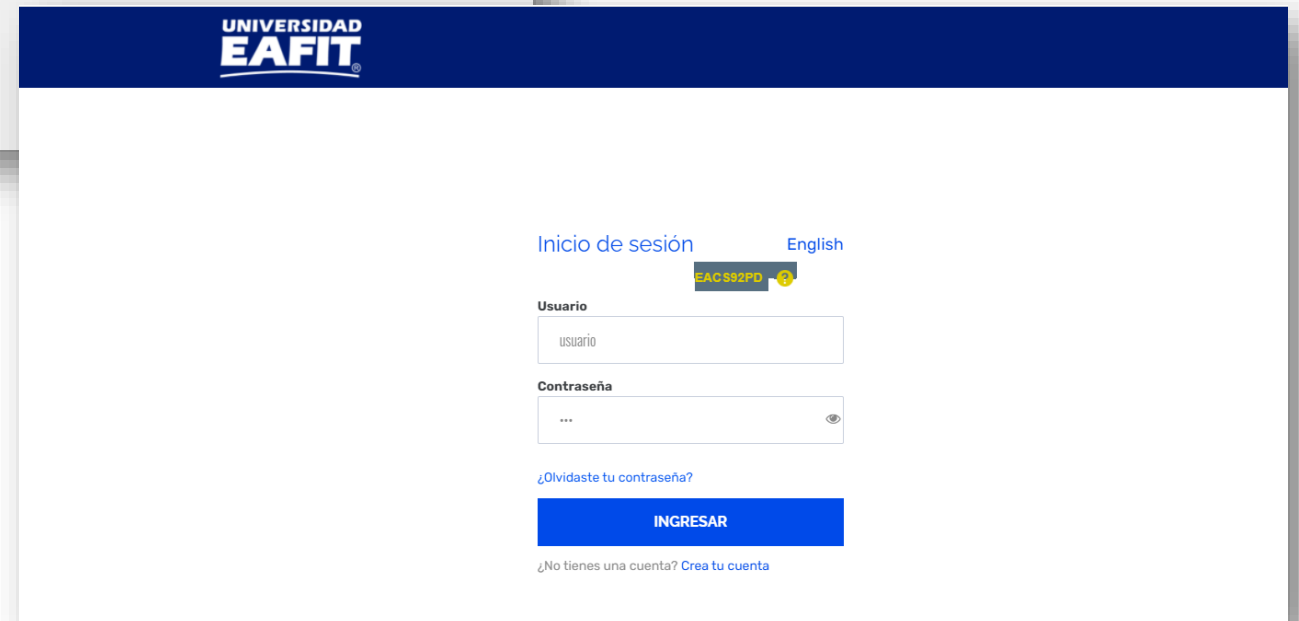 UNIVERSIDAD
EAFIT®
Inicio de sesión English
EACS92PD ?
Usuario
usuario
Contraseña
¿Olvidaste tu contraseña?
INGRESAR
¿No tienes una cuenta? Crea tu cuenta